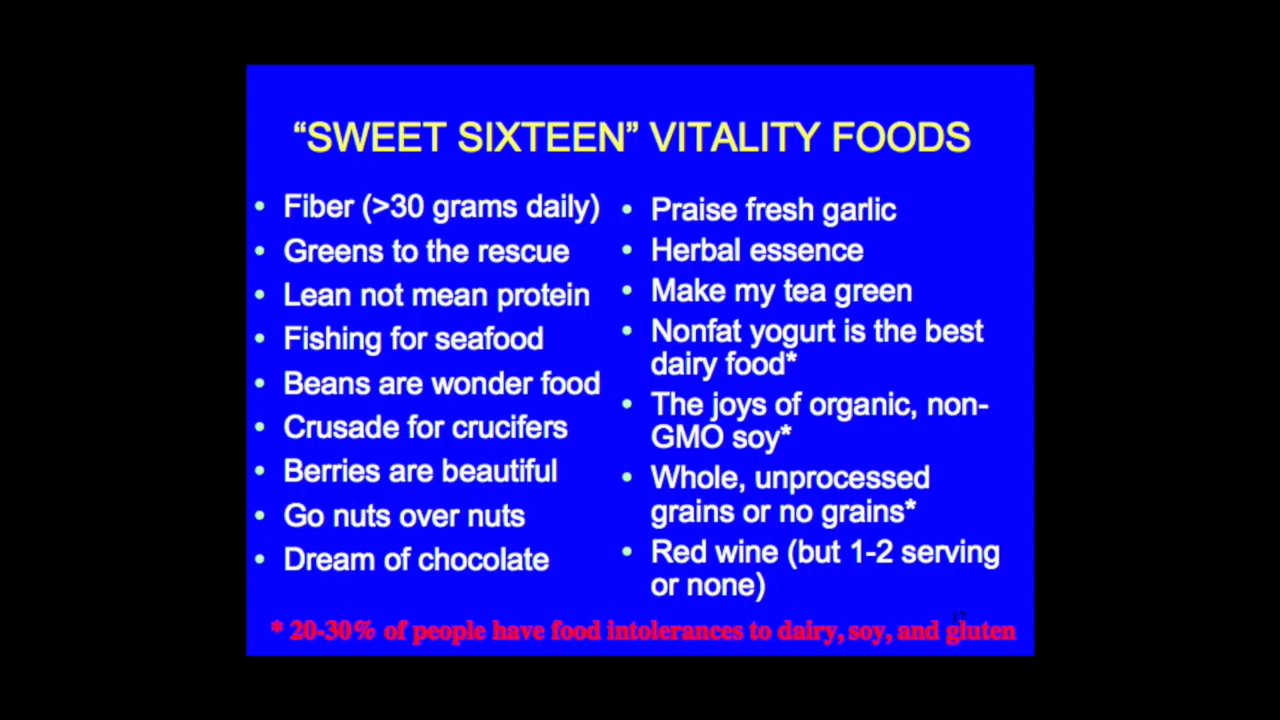 “SWEET SIXTEEN” VITALITY FOODS
• Fiber (>30 grams daily)
• Greens to the rescue
• Lean not mean protein
• Fishing for seafood
• Beans are wonder food
• Crusade for crucifers
• Berries are beautiful
• Go nuts over nuts
• Dream of chocolate
• Praise fresh garlic
• Herbal essence
• Make my tea green
• Nonfat yogurt is the best
dairy food*
• The joys of organic, non-
GMO soy*
• Whole, unprocessed
grains or no grains*
• Red wine (but 1-2 serving
or none)
17
* 20-30% of people have food intolerances to dairy, soy, and gluten